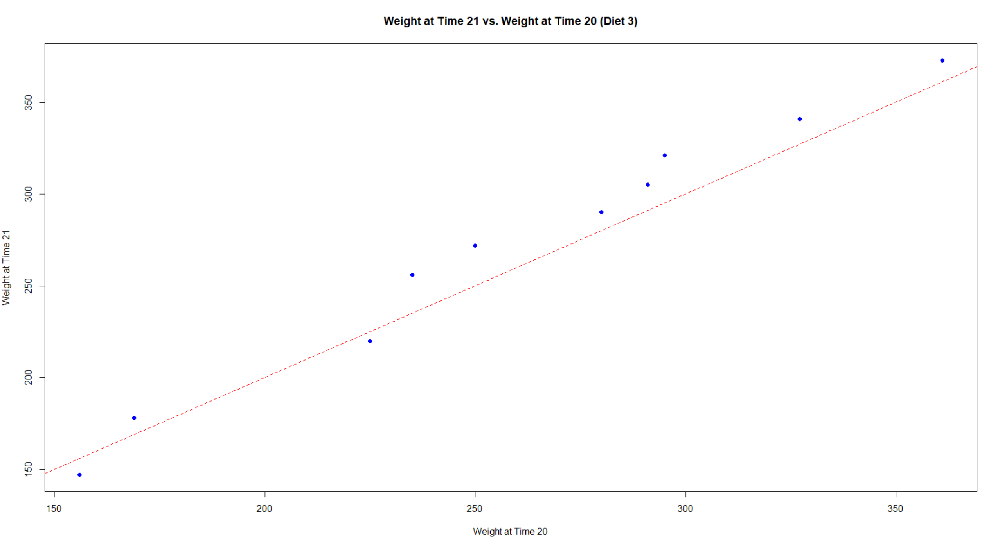 Weight at Time 21 vs. Weight at Time 20 (Diet 3)
Weight at Time 21
350
300
250
200
150
150 200 250 300 350
Weight at Time 20